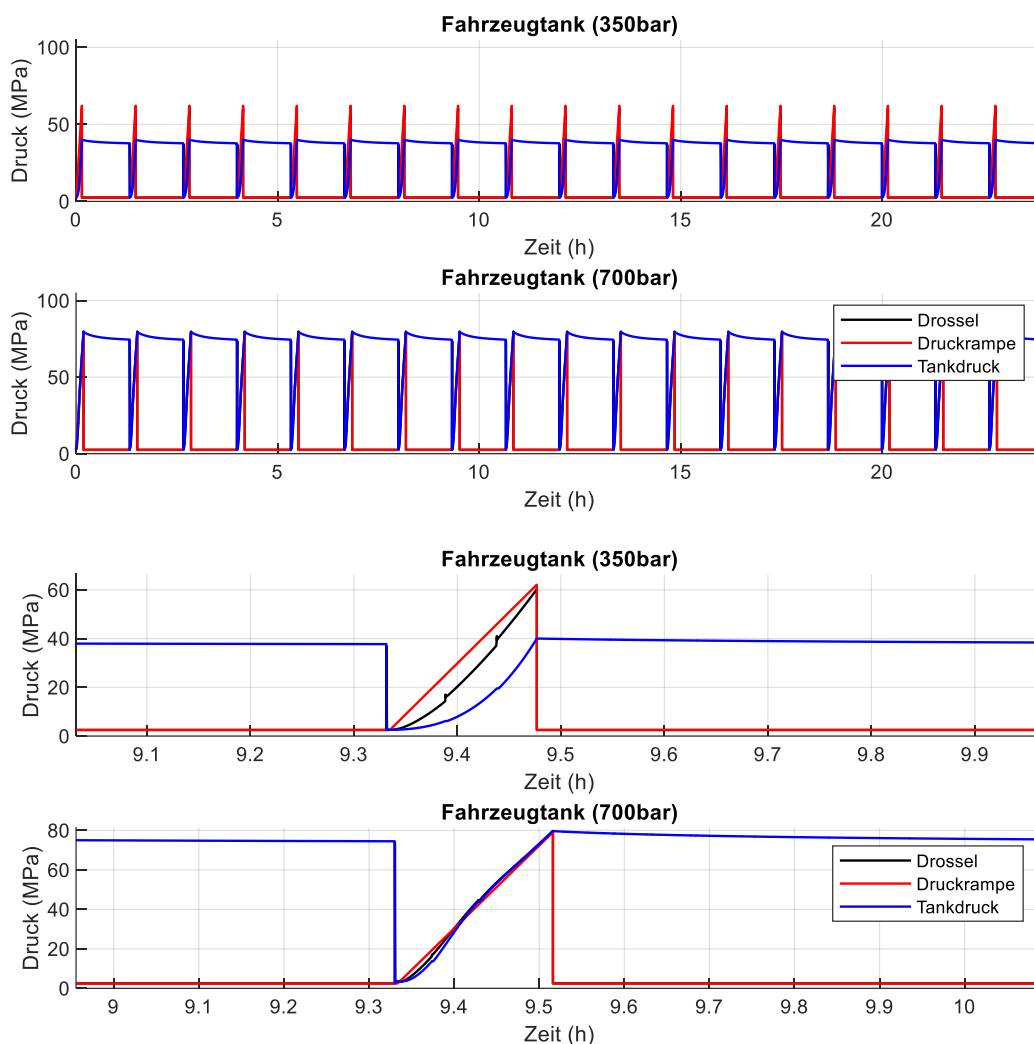 Fahrzeugtank (350bar)
100
50
0
Druck (MPa)
0 5 10 15 20
Zeit (h)
Fahrzeugtank (700bar)
100
50
0
Druck (MPa)
Drossel
Druckrampe
Tankdruck
0 5 10 15 20
Zeit (h)
Fahrzeugtank (350bar)
60
40
20
0
Druck (MPa)
9.1 9.2 9.3 9.4 9.5 9.6 9.7 9.8 9.9
Zeit (h)
Fahrzeugtank (700bar)
80
60
40
20
0
Druck (MPa)
Drossel
Druckrampe
Tankdruck
9 9.1 9.2 9.3 9.4 9.5 9.6 9.7 9.8 9.9 10
Zeit (h)